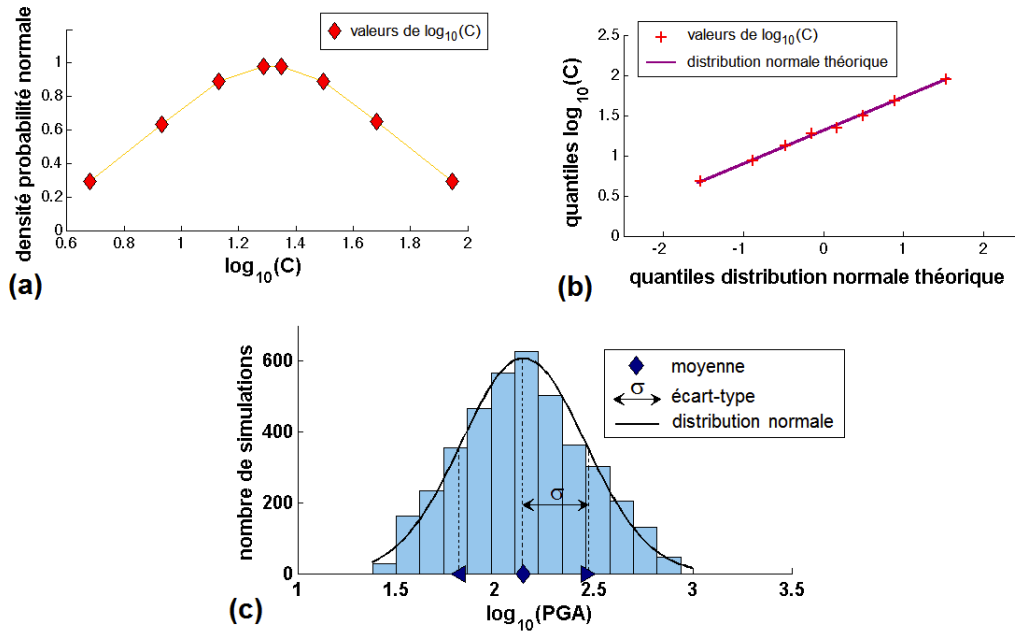 valeurs de log10(C)
densité probabilité normale
1
0.8
0.6
0.4
0.2
0
0.6
1
1.2
1.4
1.6
1.8
2
log10(C)
(a)
valeurs de log10(C)
distribution normale théorique
quantiles log10(C)
2.5
2
1.5
1
0.5
0
-2
-1
0
1
2
quantiles distribution normale théorique
(b)
moyenne
σ
écart-type
distribution normale
nombre de simulations
600
400
200
0
σ
1
1.5
2
2.5
3
3.5
log10(PGA)
(c)